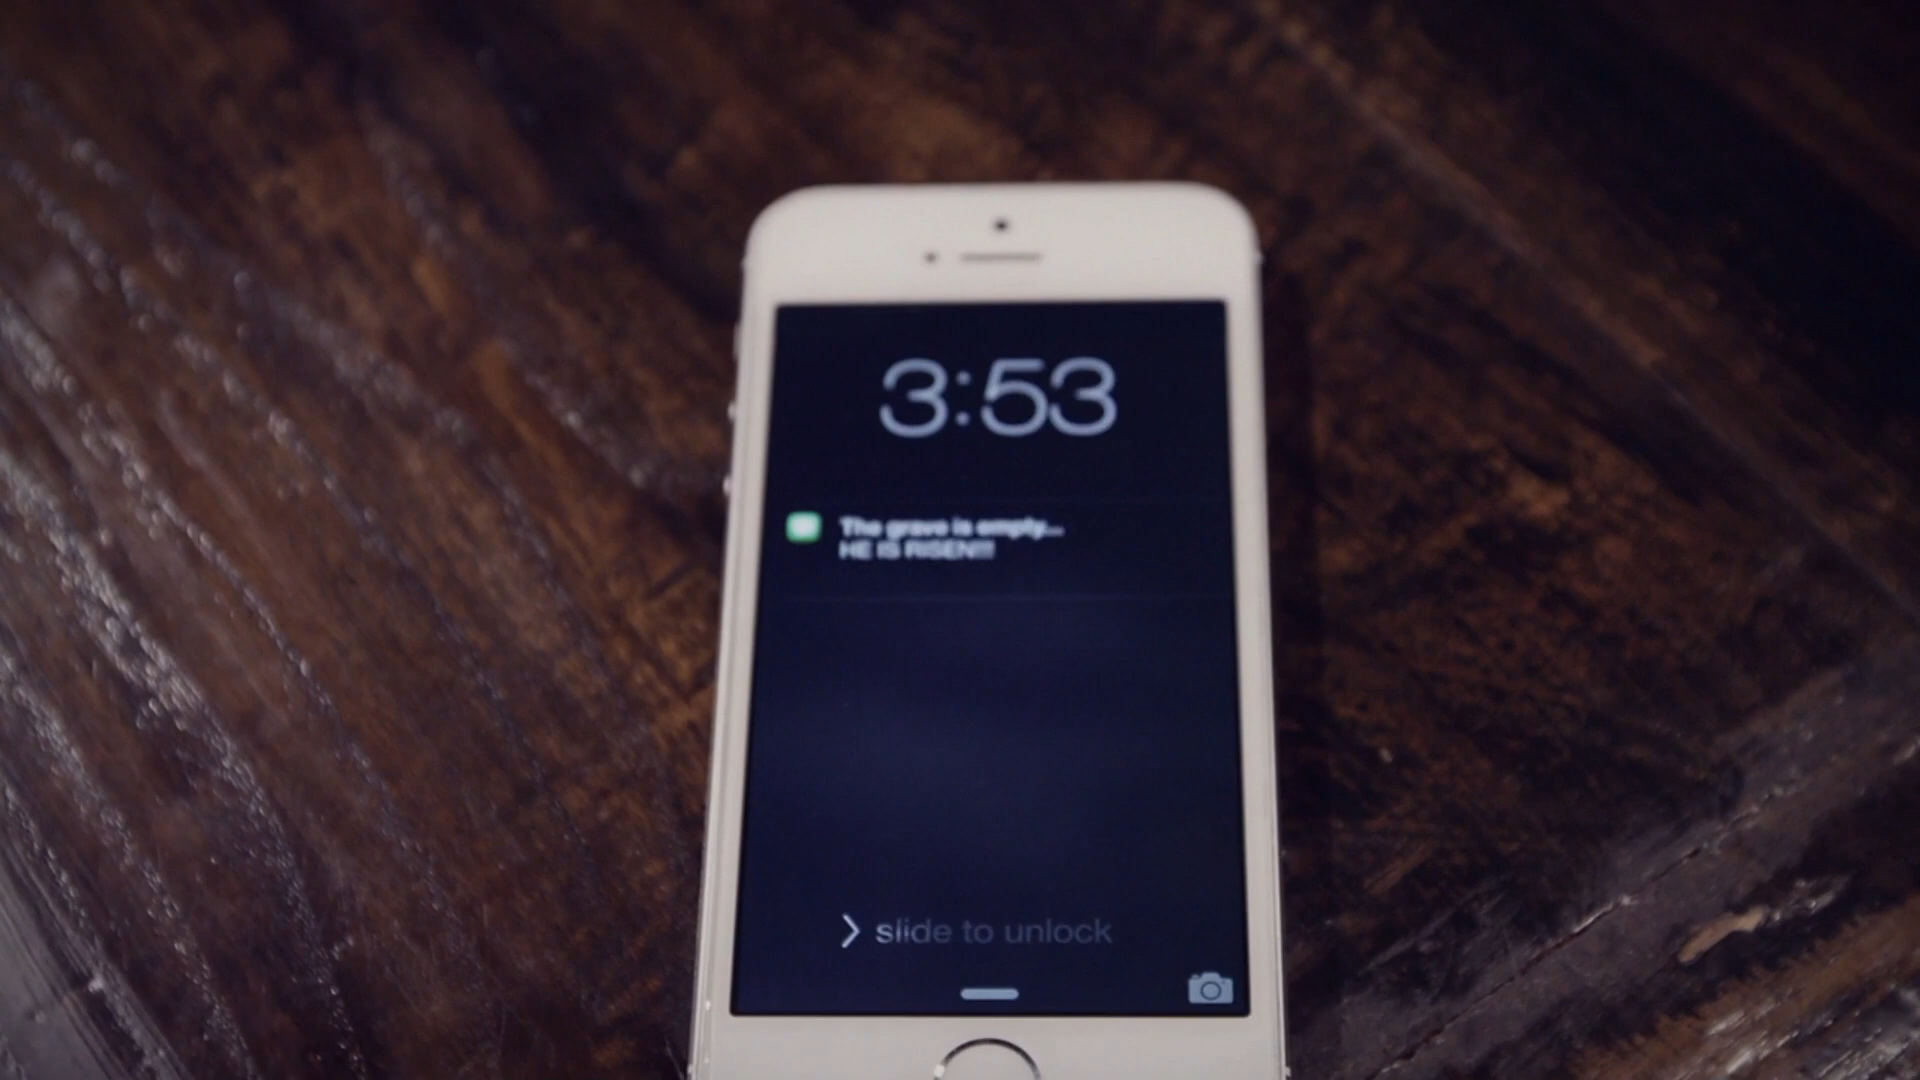 3:53
The grave is empty...
HE IS RISEN!!!
slide to unlock